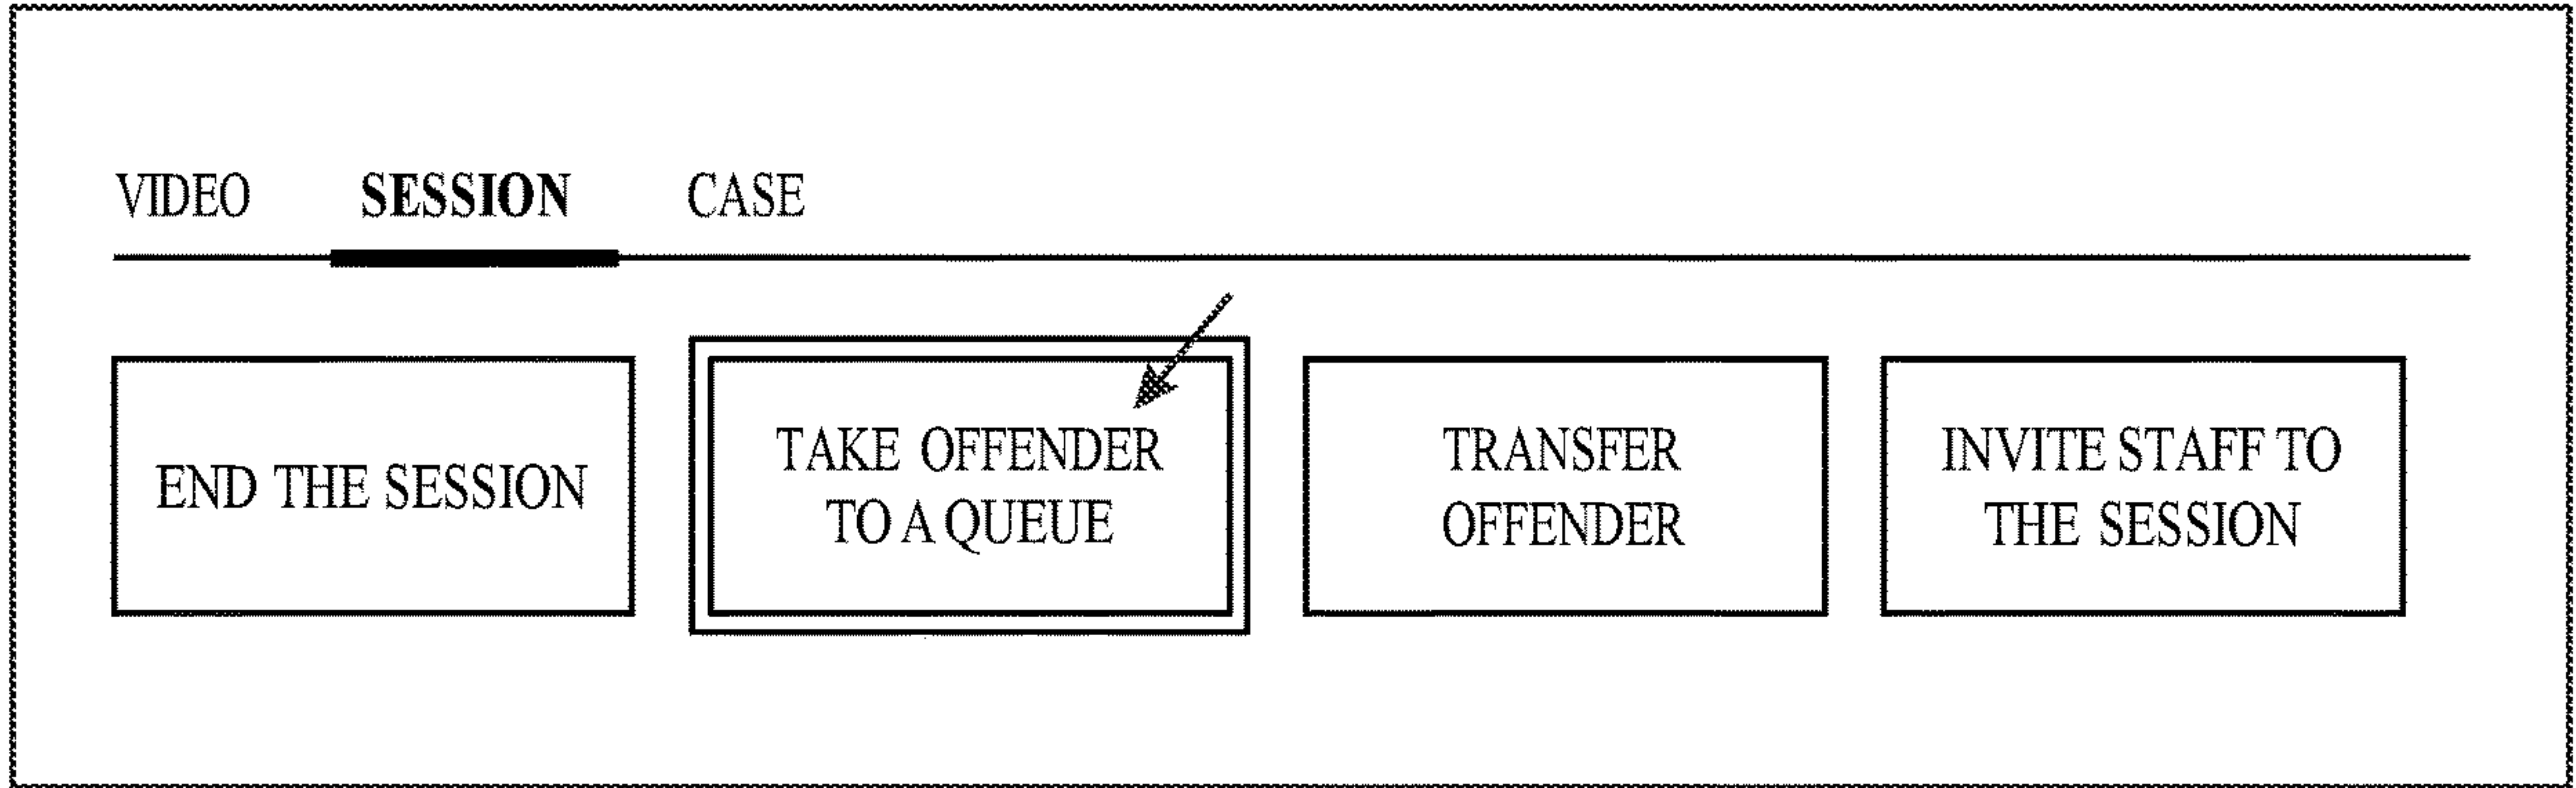 VIDEO SESSION CASE
END THE SESSION
TAKE OFFENDER
TO A QUEUE
TRANSFER
OFFENDER
INVITE STAFF TO
THE SESSION